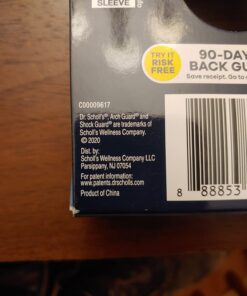 SLEEVE
TRY IT
RISK
FREE
90-DAY
BACK GU
Save receipt. Go to
C00009617
Dr. Scholl's®, Arch Guard® and
Shock Guard® are trademarks of
Scholl's Wellness Company.
© 2020
Dist. by:
Scholl's Wellness Company LLC
Parsippany, NJ 07054
For patent information:
www.patents.drscholls.com
Product of China
8 88853